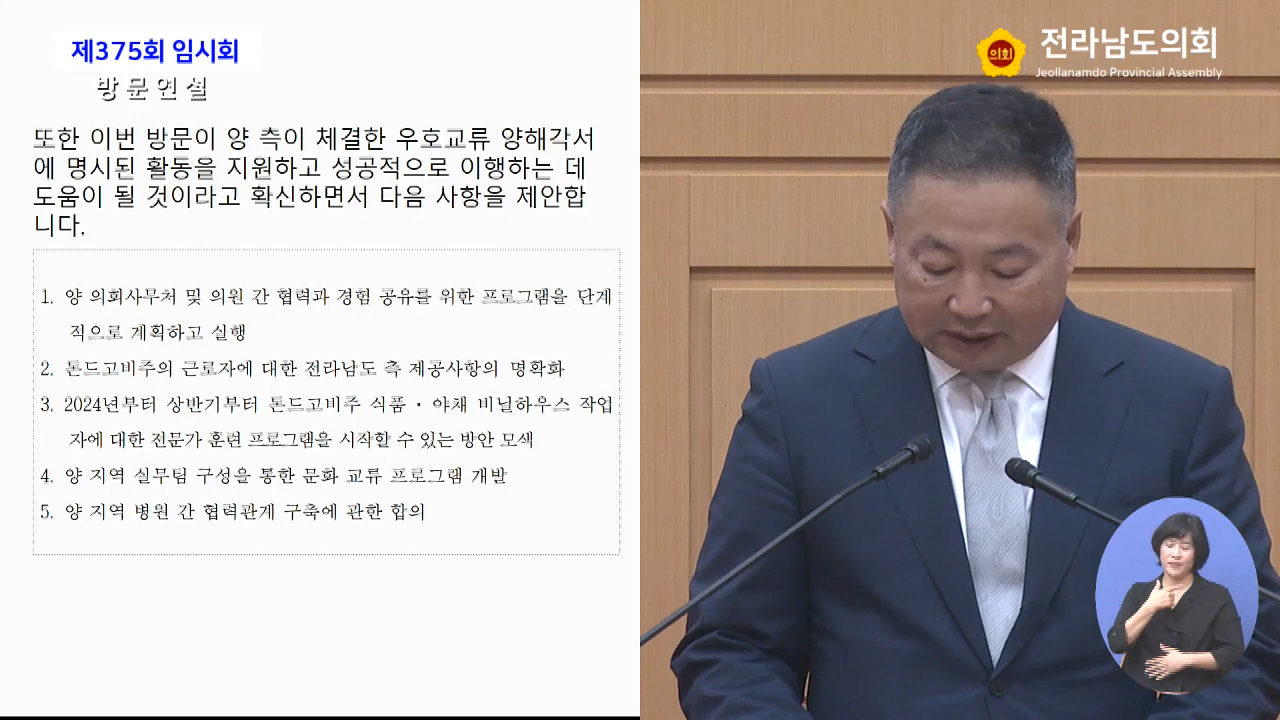 제375회 임시회
방문연설
또한 이번 방문이 양 측이 체결한 우호교류 양해각서
에 명시된 활동을 지원하고 성공적으로 이행하는 데
도움이 될 것이라고 확신하면서 다음 사항을 제안합
니다.
1. 양 의회사무처 및 의원 간 협력과 경험 공유를 위한 프로그램을 단계
적으로 계획하고 실행
2. 톤드고비주의 근로자에 대한 전라남도 측 제공사항의 명확화
3. 2024년부터 상반기부터 톤드고비주 식품·야채 비닐하우스 작업
자에 대한 전문가 훈련 프로그램을 시작할 수 있는 방안 모색
4. 양 지역 실무팀 구성을 통한 문화 교류 프로그램 개발
5. 양 지역 병원 간 협력관계 구축에 관한 합의
의회
전라남도의회
Jeollanamdo Provincial Assembly